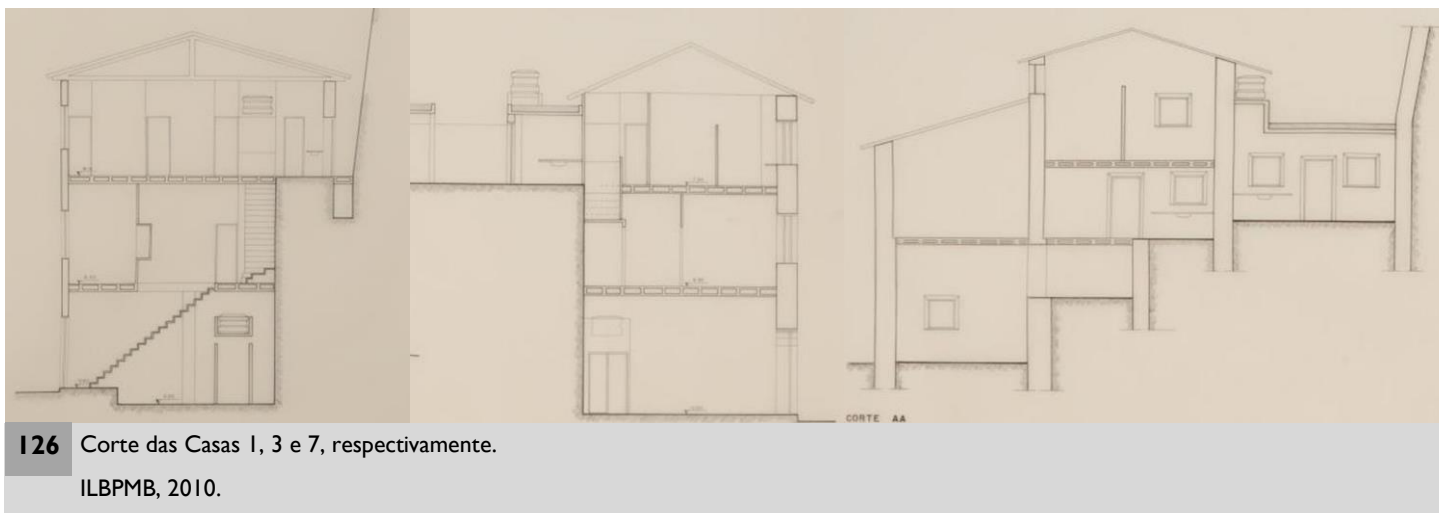 CORTE AA
126 Corte das Casas 1, 3 e 7, respectivamente.
ILBPMB, 2010.